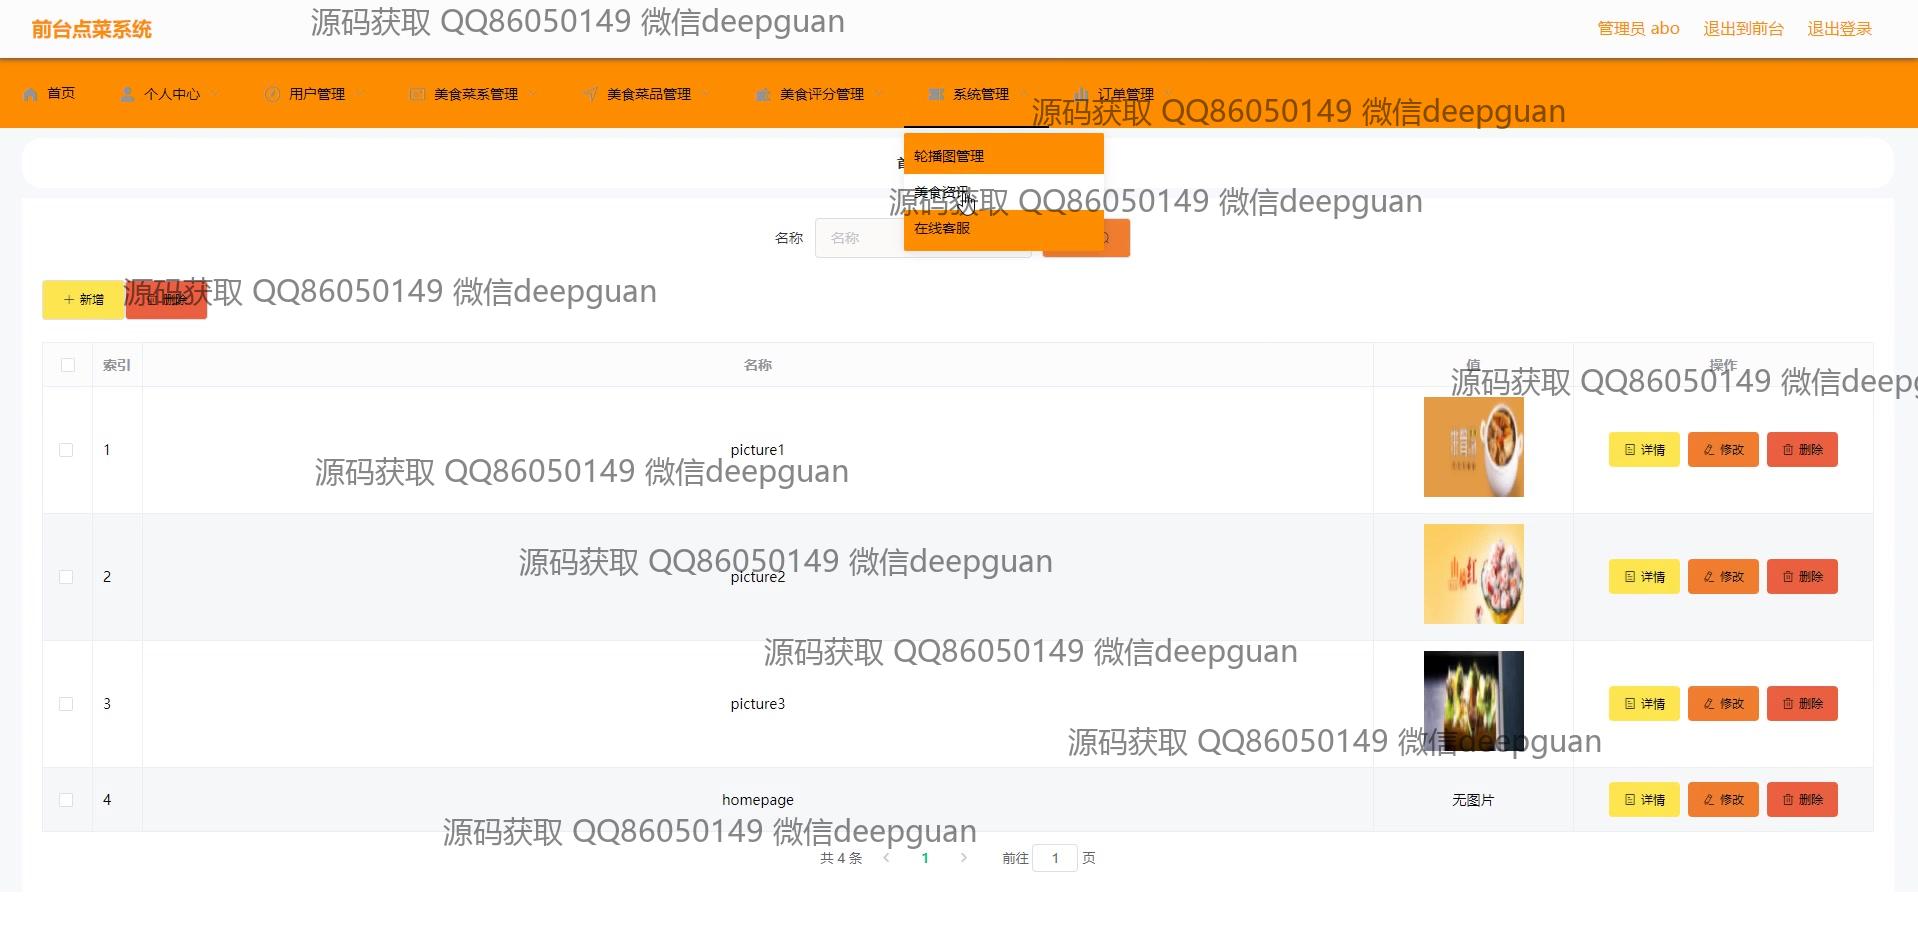 前台点菜系统
源码获取 QQ86050149 微信deepguan
管理员 abo 退出到前台 退出登录
首页 个人中心 用户管理 美食菜系管理 美食菜品管理 美食评分管理 系统管理 订单管理
源码获取 QQ86050149 微信deepguan
轮播图管理
美食资讯
源码获取 QQ86050149 微信deepguan
在线客服
名称 名称
新增 删除
源码获取 QQ86050149 微信deepguan
索引 名称 值 操作
源码获取 QQ86050149 微信deepg
1 picture1 详情 修改 删除
源码获取 QQ86050149 微信deepguan
2 picture2 详情 修改 删除
源码获取 QQ86050149 微信deepguan
源码获取 QQ86050149 微信deepguan
3 picture3 详情 修改 删除
源码获取 QQ86050149 微信deepguan
4 homepage 无图片 详情 修改 删除
源码获取 QQ86050149 微信deepguan
共 4 条 1 前往 1 页